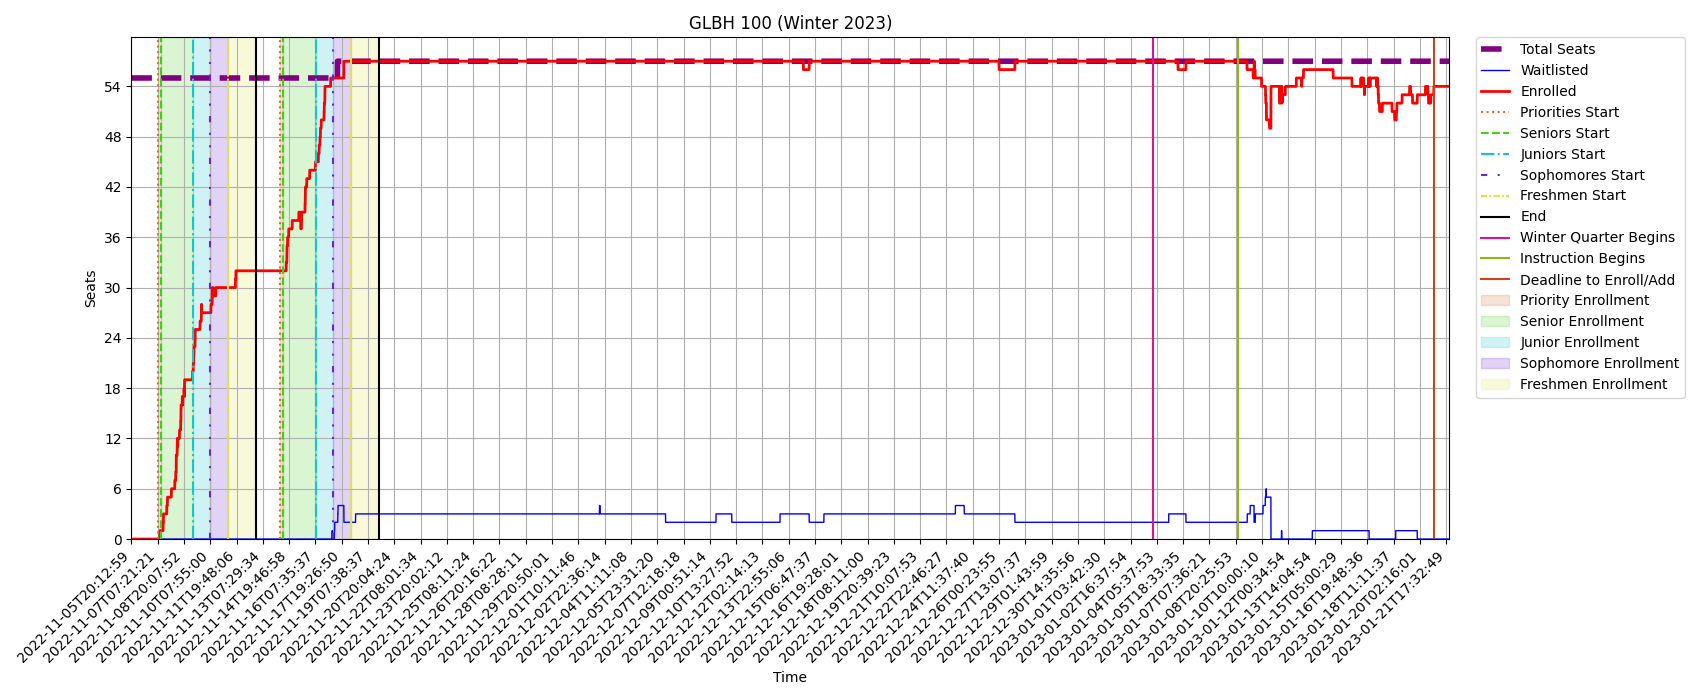 GLBH 100 (Winter 2023)
Seats
54
48
42
36
30
24
18
12
6
0
2022-11-05T20:12:59
2022-11-07T07:21:21
2022-11-08T20:07:52
2022-11-10T07:55:00
2022-11-11T19:48:06
2022-11-13T07:29:34
2022-11-14T19:46:58
2022-11-16T07:35:37
2022-11-17T19:26:50
2022-11-19T07:38:37
2022-11-20T20:04:24
2022-11-22T08:01:34
2022-11-23T20:02:12
2022-11-25T08:11:24
2022-11-26T20:16:22
2022-11-28T08:28:11
2022-11-29T20:50:01
2022-12-01T10:11:46
2022-12-02T22:36:14
2022-12-04T11:11:08
2022-12-05T23:31:20
2022-12-07T12:18:18
2022-12-09T00:51:14
2022-12-10T13:27:52
2022-12-12T02:14:13
2022-12-13T22:55:06
2022-12-15T06:47:37
2022-12-16T19:28:01
2022-12-18T08:11:00
2022-12-19T20:39:23
2022-12-21T10:07:53
2022-12-22T22:46:27
2022-12-24T11:37:40
2022-12-26T00:23:55
2022-12-27T13:07:37
2022-12-29T01:43:59
2022-12-30T14:35:56
2023-01-01T03:42:30
2023-01-02T16:37:54
2023-01-04T05:37:53
2023-01-05T18:33:35
2023-01-07T07:36:21
2023-01-08T20:25:53
2023-01-10T10:00:10
2023-01-12T00:34:54
2023-01-13T14:04:54
2023-01-15T05:00:29
2023-01-16T19:48:36
2023-01-18T11:11:37
2023-01-20T02:16:01
2023-01-21T17:32:49
Time
Total Seats
Waitlisted
Enrolled
Priorities Start
Seniors Start
Juniors Start
Sophomores Start
Freshmen Start
End
Winter Quarter Begins
Instruction Begins
Deadline to Enroll/Add
Priority Enrollment
Senior Enrollment
Junior Enrollment
Sophomore Enrollment
Freshmen Enrollment